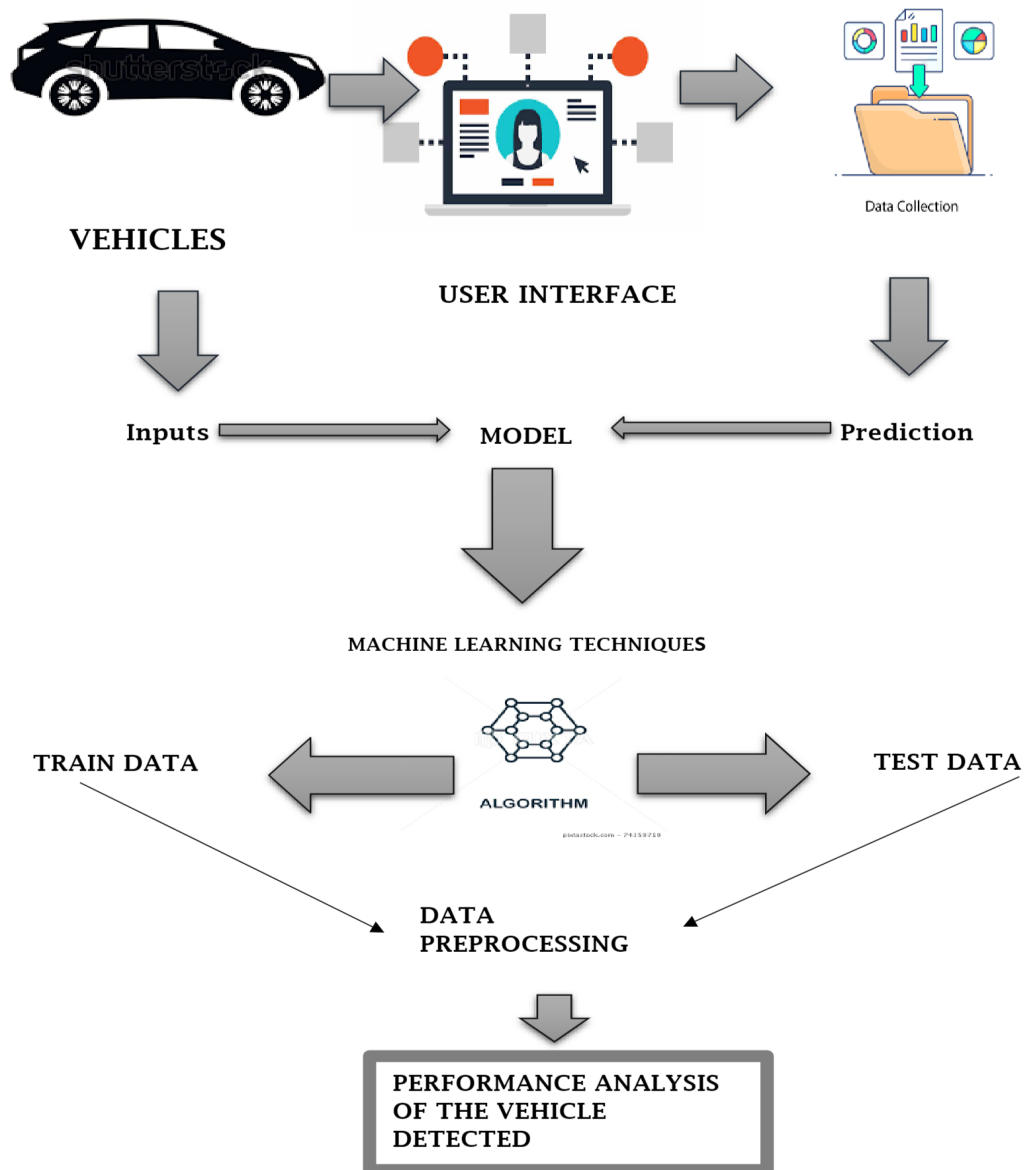 shutterstock
Data Collection
VEHICLES
USER INTERFACE
Inputs
MODEL
Prediction
MACHINE LEARNING TECHNIQUES
TRAIN DATA
TEST DATA
ALGORITHM
DATA
PREPROCESSING
PERFORMANCE ANALYSIS
OF THE VEHICLE
DETECTED